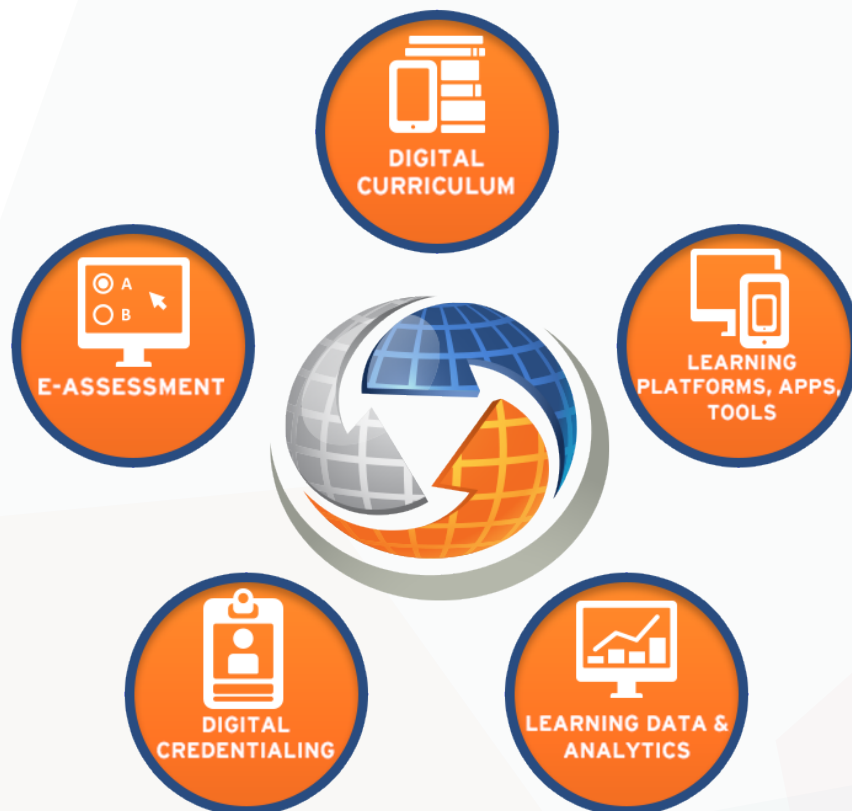 DIGITAL
CURRICULUM
A
B
E-ASSESSMENT
LEARNING
PLATFORMS, APPS,
TOOLS
DIGITAL
CREDENTIALING
LEARNING DATA &
ANALYTICS